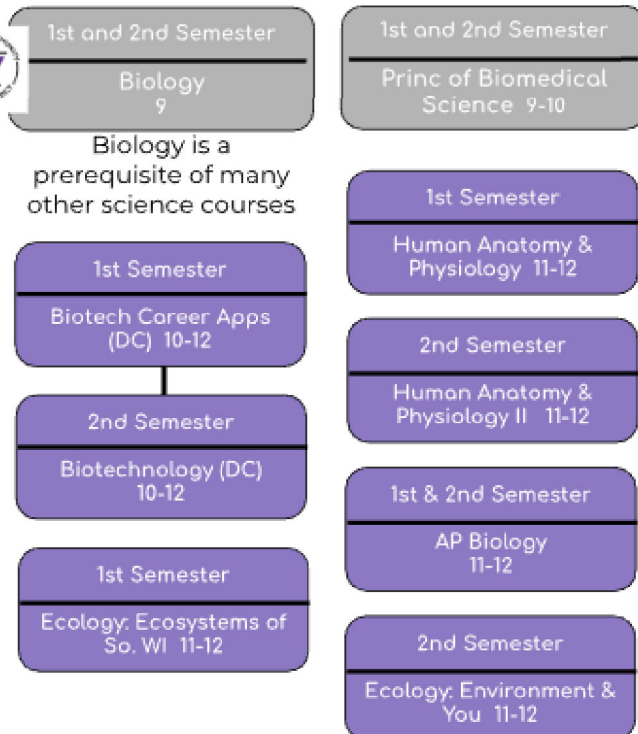 1st and 2nd Semester
Biology
9
Biology is a
prerequisite of many
other science courses
1st Semester
Biotech Career Apps
(DC) 10-12
2nd Semester
Biotechnology (DC)
10-12
1st Semester
Ecology: Ecosystems of
So. WI 11-12
1st and 2nd Semester
Princ of Biomedical
Science 9-10
1st Semester
Human Anatomy &
Physiology 11-12
2nd Semester
Human Anatomy &
Physiology II 11-12
1st & 2nd Semester
AP Biology
11-12
2nd Semester
Ecology: Environment &
You 11-12